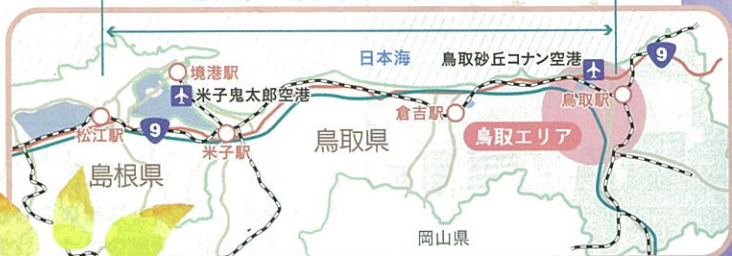 日本海
鳥取砂丘コナン空港
9
境港駅
米子鬼太郎空港
鳥取駅
倉吉駅
松江駅
9
米子駅
鳥取県
鳥取エリア
島根県
岡山県